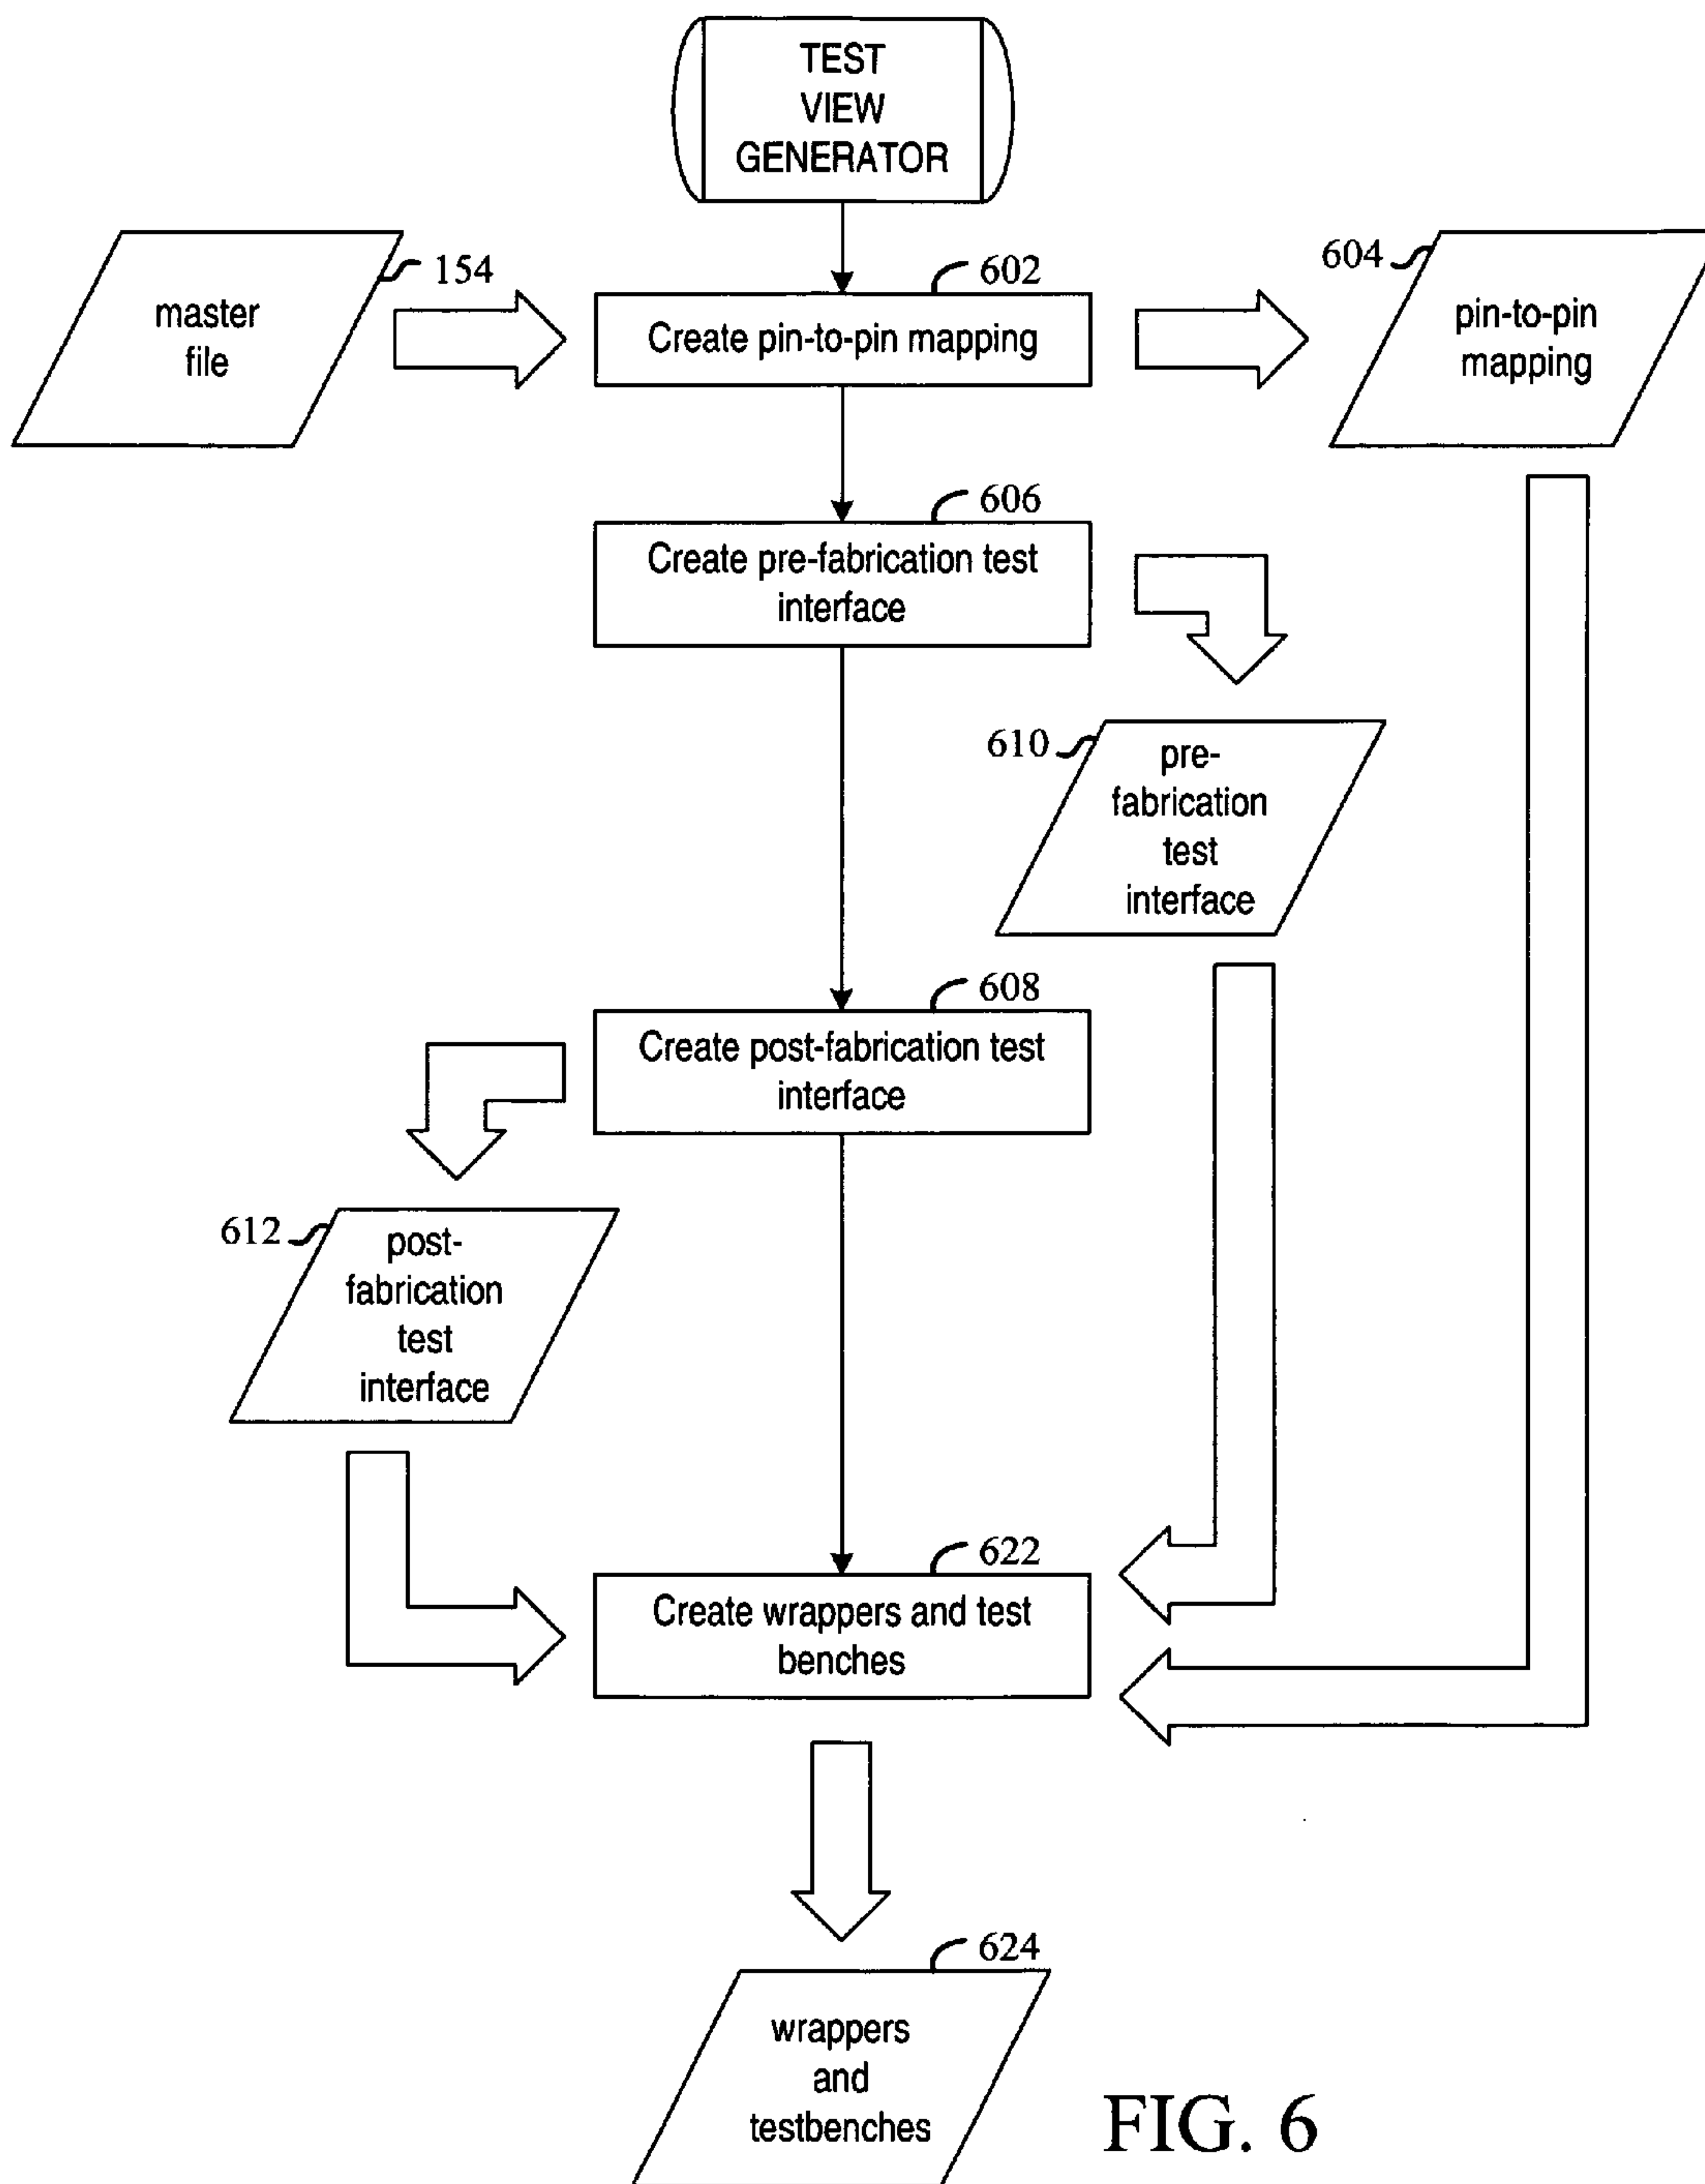 TEST
VIEW
GENERATOR
154
602
604
master
file
Create pin-to-pin mapping
pin-to-pin
mapping
606
Create pre-fabrication test
interface
610
pre-
fabrication
test
interface
608
Create post-fabrication test
interface
612
post-
fabrication
test
interface
622
Create wrappers and test
benches
624
wrappers
and
testbenches
FIG. 6